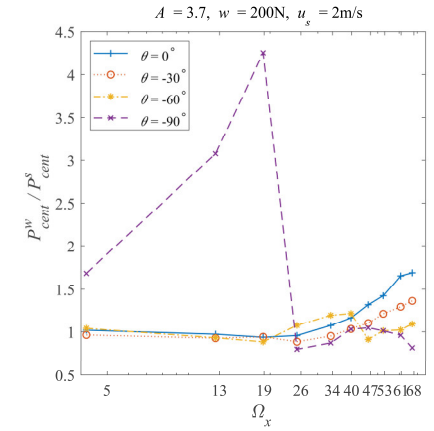 A = 3.7, w = 200N, u_s = 2m/s
4.5
4
3.5
3
2.5
2
1.5
1
0.5
P^w_cent / P^s_cent
θ = 0°
θ = -30°
θ = -60°
θ = -90°
5 13 19 26 34 40 47 53 61 68
Ω_x